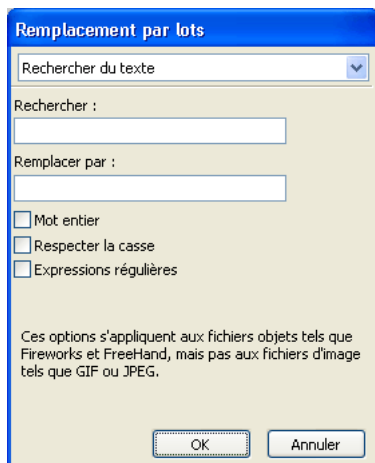 Remplacement par lots
Rechercher du texte
Rechercher :
Remplacer par :
Mot entier
Respecter la casse
Expressions régulières
Ces options s'appliquent aux fichiers objets tels que
Fireworks et FreeHand, mais pas aux fichiers d'image
tels que GIF ou JPEG.
OK Annuler